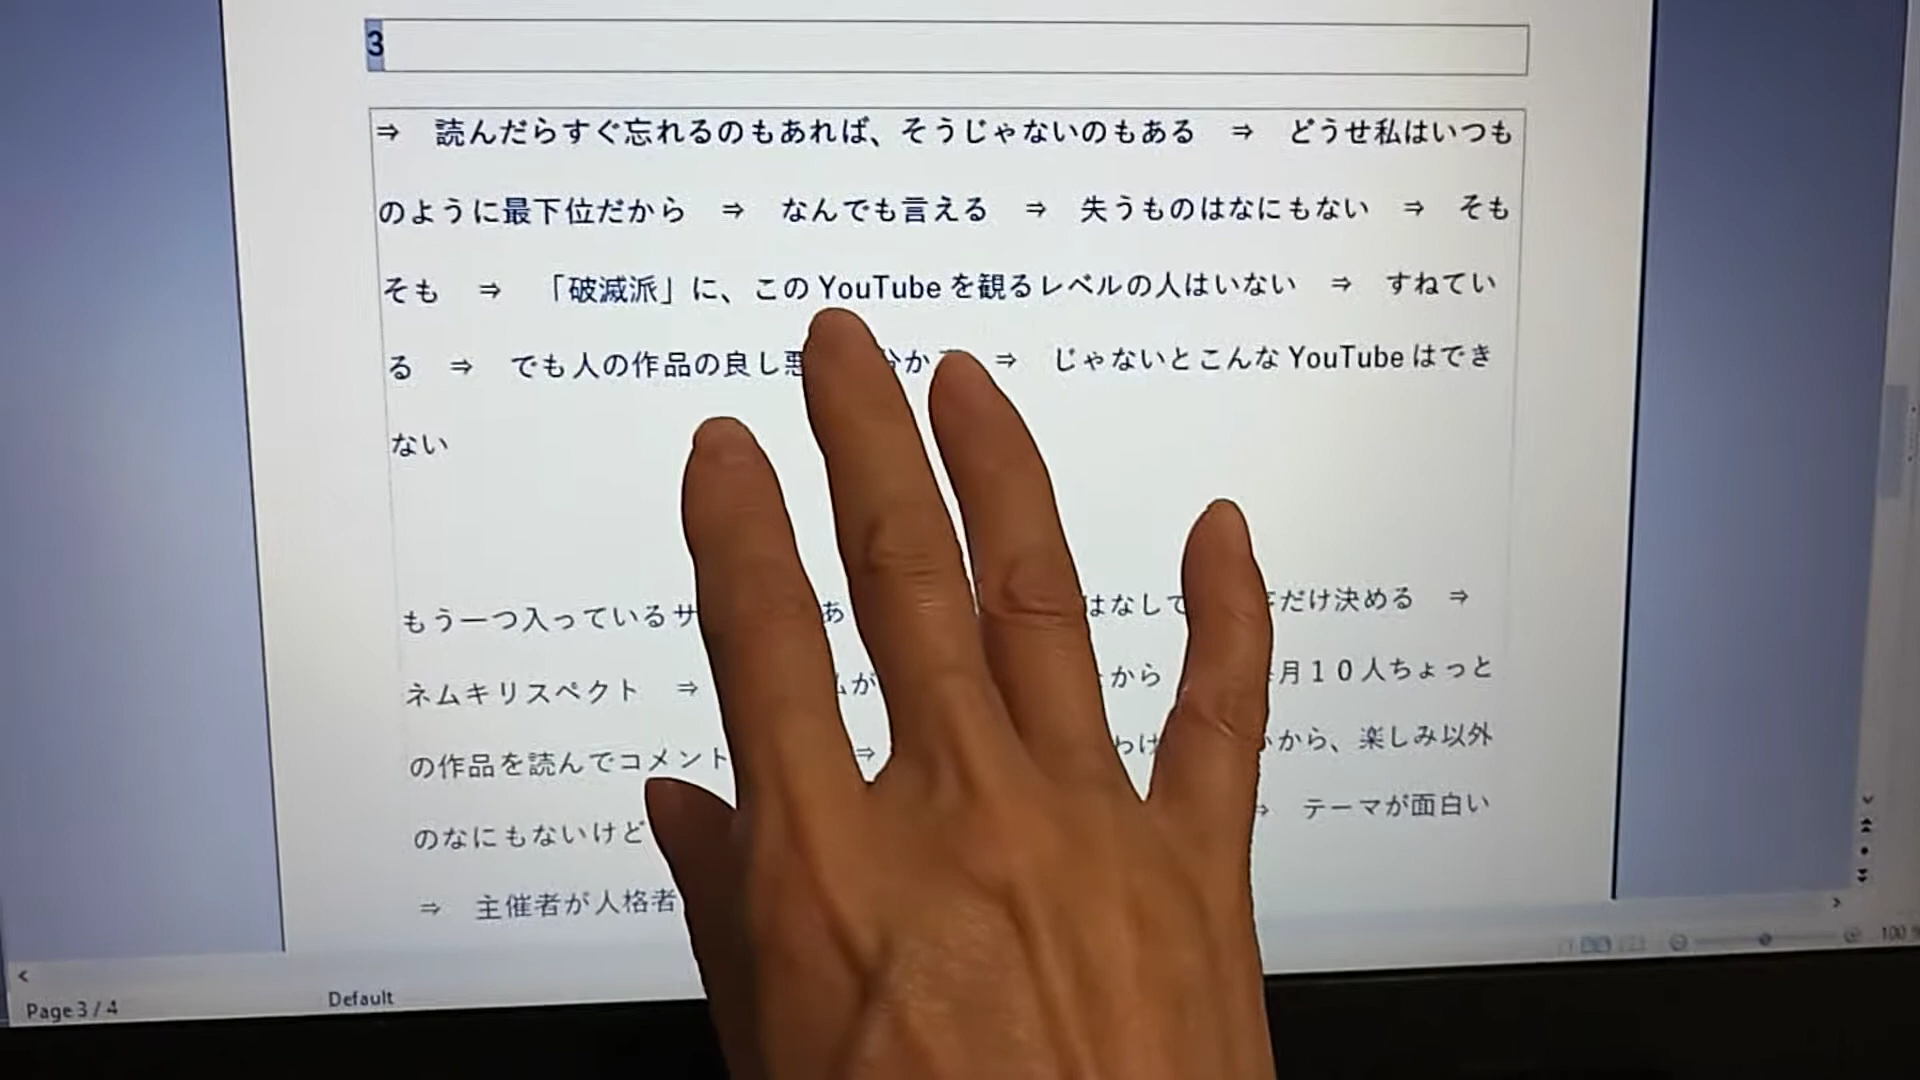 3
⇒ 読んだらすぐ忘れるのもあれば、そうじゃないのもある ⇒ どうせ私はいつも
のように最下位だから ⇒ なんでも言える ⇒ 失うものはなにもない ⇒ そも
そも ⇒ 「破滅派」に、この YouTube を観るレベルの人はいない ⇒ すねてい
る ⇒ でも人の作品の良し悪 分か ⇒ じゃないとこんな YouTube はでき
ない
もう一つ入っているサ あ はなして だけ決める ⇒
ネムキリスペクト ⇒ が から 月１０人ちょっと
の作品を読んでコメント ⇒ わけ から、楽しみ以外
のなにもないけど ⇒ テーマが面白い
⇒ 主催者が人格者
100
Page 3 / 4 Default